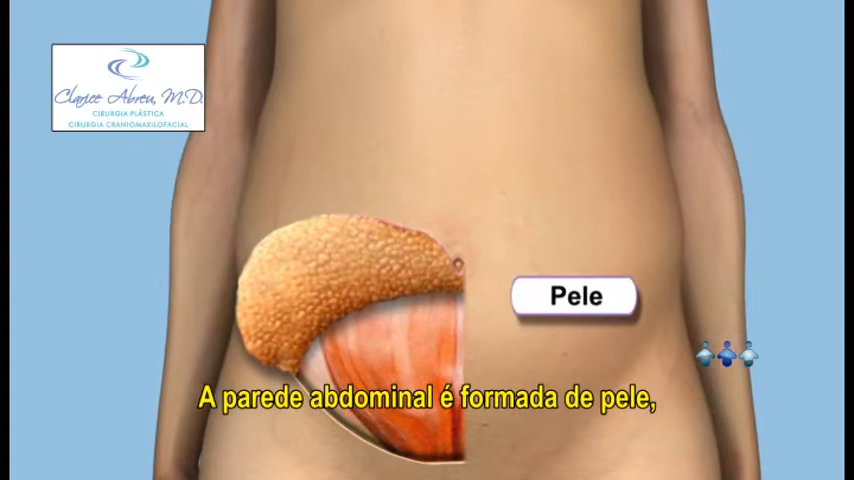 Clarice Abreu, M.D.
CIRURGIA PLÁSTICA
CIRURGIA CRANIOMAXILOFACIAL
Pele
A parede abdominal é formada de pele,